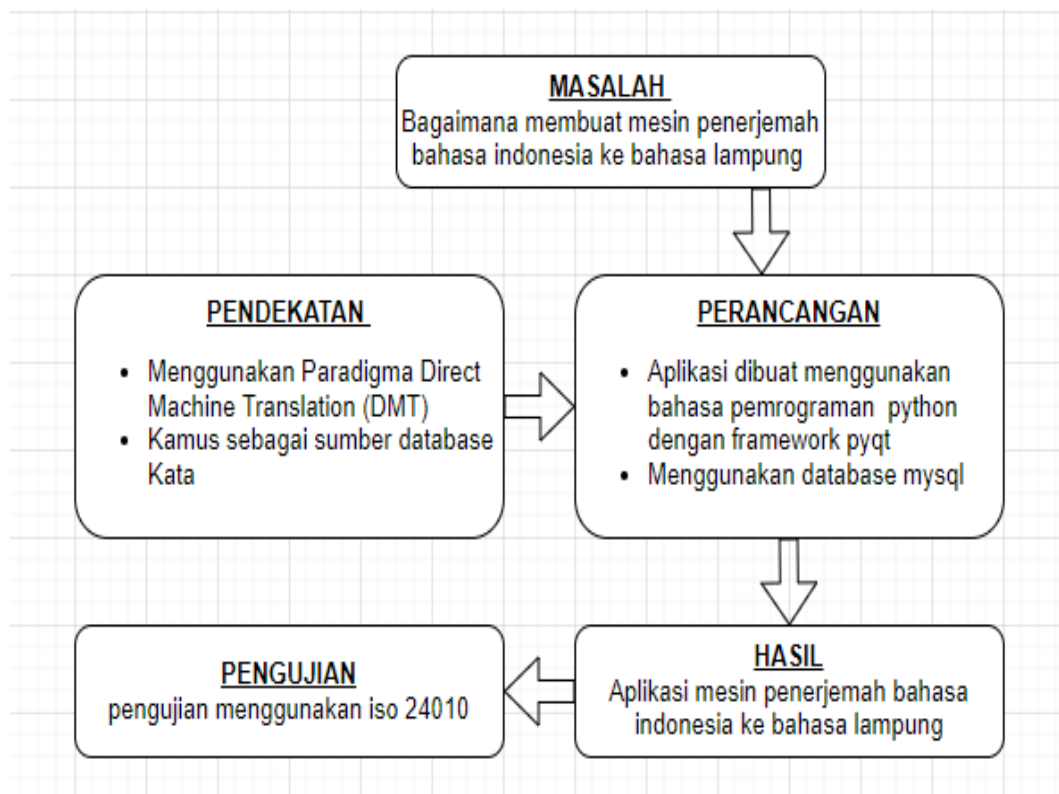 MASALAH
Bagaimana membuat mesin penerjemah
bahasa indonesia ke bahasa lampung
PENDEKATAN
• Menggunakan Paradigma Direct
Machine Translation (DMT)
• Kamus sebagai sumber database
Kata
PERANCANGAN
• Aplikasi dibuat menggunakan
bahasa pemrograman python
dengan framework pyqt
• Menggunakan database mysql
HASIL
Aplikasi mesin penerjemah bahasa
indonesia ke bahasa lampung
PENGUJIAN
pengujian menggunakan iso 24010